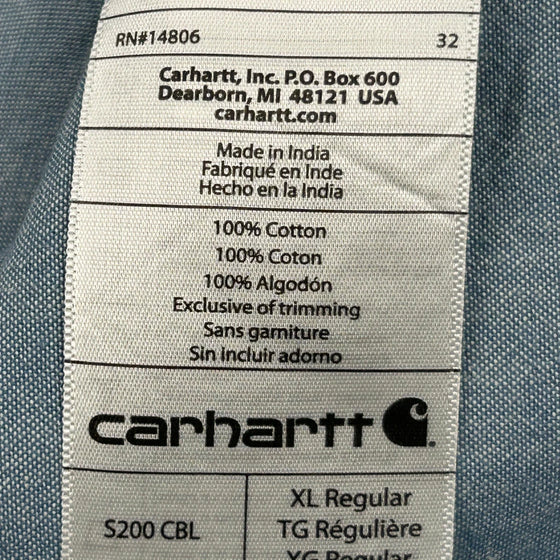 RN#14806 32
Carhartt, Inc. P.O. Box 600
Dearborn, MI 48121 USA
carhartt.com
Made in India
Fabriqué en Inde
Hecho en la India
100% Cotton
100% Coton
100% Algodón
Exclusive of trimming
Sans garniture
Sin incluir adorno
carhartt
S200 CBL
XL Regular
TG Régulière
XG Regular